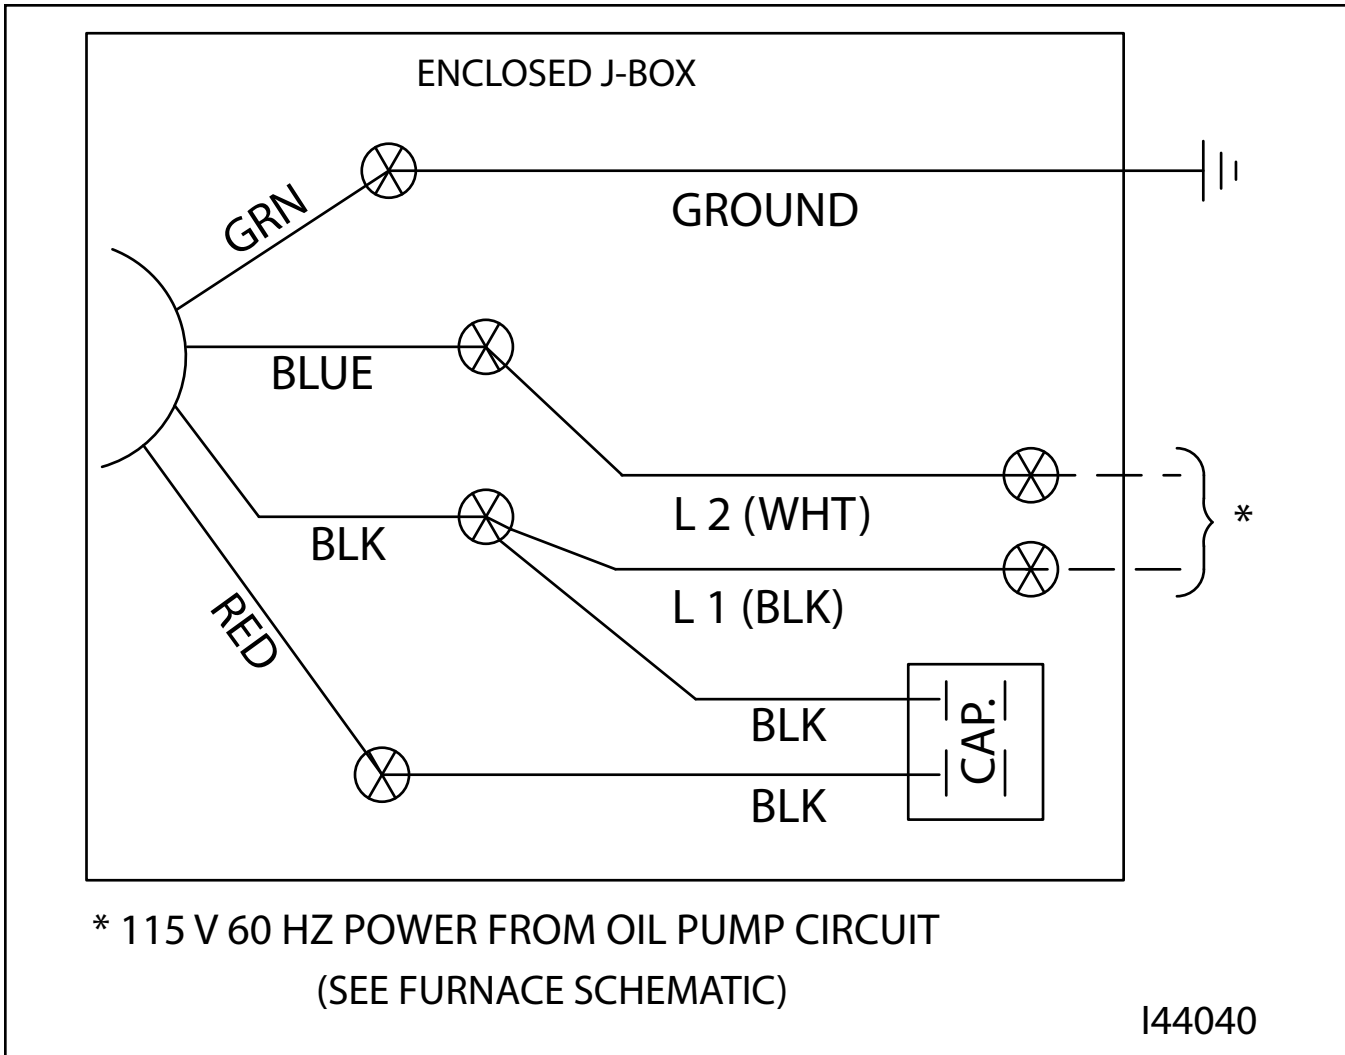 ENCLOSED J-BOX
GRN
GROUND
BLUE
L 2 (WHT)
*
BLK
L 1 (BLK)
RED
BLK
CAP.
BLK
* 115 V 60 HZ POWER FROM OIL PUMP CIRCUIT
(SEE FURNACE SCHEMATIC)
I44040